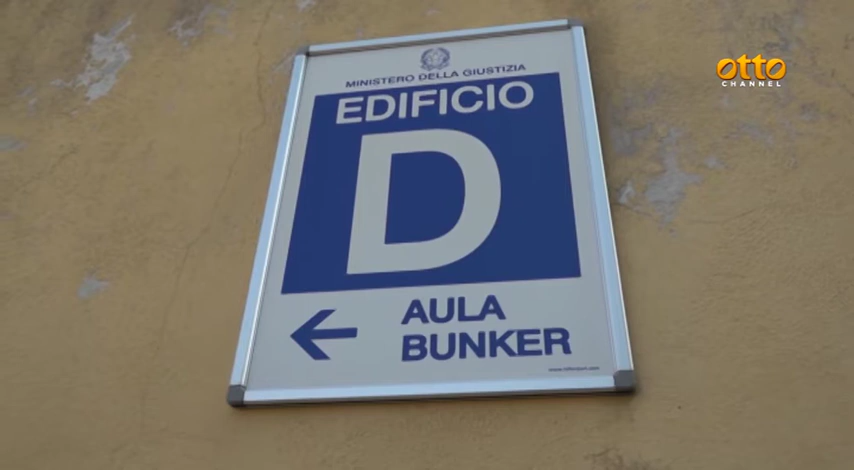 otto
CHANNEL
MINISTERO DELLA GIUSTIZIA
EDIFICIO
D
AULA
BUNKER